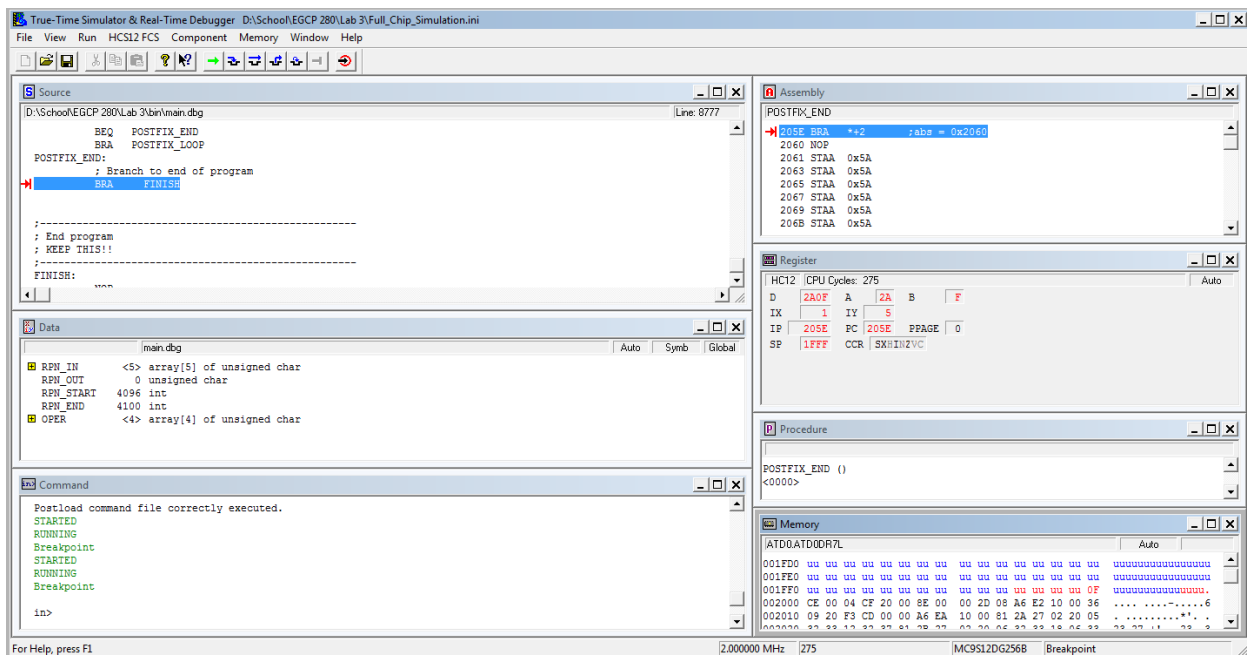 True-Time Simulator & Real-Time Debugger D:\School\EGCP 280\Lab 3\Full_Chip_Simulation.ini
File View Run HCS12 FCS Component Memory Window Help
Source
D:\School\EGCP 280\Lab 3\bin\main.dbg Line: 8777
BEQ POSTFIX_END
BRA POSTFIX_LOOP
POSTFIX_END:
; Branch to end of program
BRA FINISH
;----------------------------------------------------
; End program
; KEEP THIS!!
;----------------------------------------------------
FINISH:
NOP
Data
main.dbg Auto Symb Global
RPN_IN <5> array[5] of unsigned char
RPN_OUT 0 unsigned char
RPN_START 4096 int
RPN_END 4100 int
OPER <4> array[4] of unsigned char
Command
Postload command file correctly executed.
STARTED
RUNNING
Breakpoint
STARTED
RUNNING
Breakpoint
in>
Assembly
POSTFIX_END
205E BRA *+2 ;abs = 0x2060
2060 NOP
2061 STAA 0x5A
2063 STAA 0x5A
2065 STAA 0x5A
2067 STAA 0x5A
2069 STAA 0x5A
206B STAA 0x5A
Register
HC12 CPU Cycles: 275 Auto
D 2A0F A 2A B F
IX 1 IY 5
IP 205E PC 205E PPAGE 0
SP 1FFF CCR SXHINZVC
Procedure
POSTFIX_END ()
<0000>
Memory
ATD0.ATD0DR7L Auto
001FD0 uu uu uu uu uu uu uu uu uu uu uu uu uu uu uu uu uuuuuuuuuuuuuuuu
001FE0 uu uu uu uu uu uu uu uu uu uu uu uu uu uu uu uu uuuuuuuuuuuuuuuu
001FF0 uu uu uu uu uu uu uu uu uu uu uu uu uu uu uu 0F uuuuuuuuuuuuuuu.
002000 CE 00 04 CF 20 00 8E 00 00 2D 08 A6 E2 10 00 36 .... ....-.....6
002010 09 20 F3 CD 00 00 A6 EA 10 00 81 2A 27 02 20 05 . .........*'. .
For Help, press F1 2.000000 MHz 275 MC9S12DG256B Breakpoint